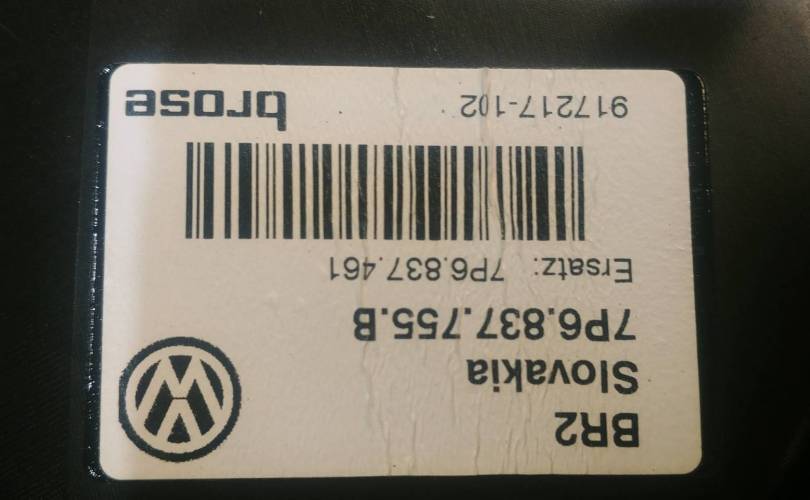 BR2
Slovakia
7P6.837.755.B
Ersatz: 7P6.837.461
917217-102
brose